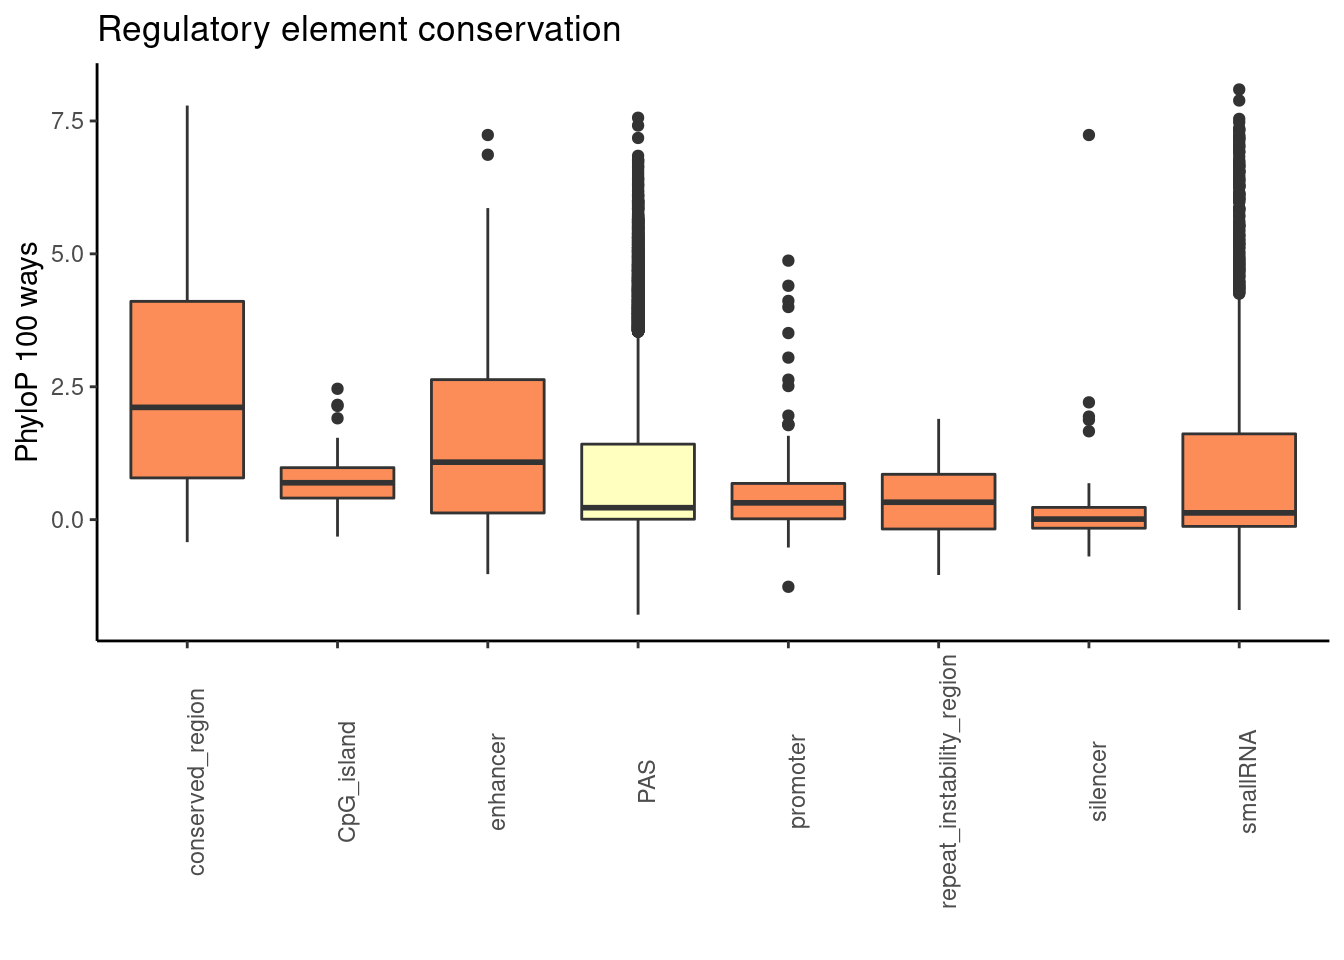 Regulatory element conservation
PhyloP 100 ways
7.5
5.0
2.5
0.0
conserved_region
CpG_island
enhancer
PAS
promoter
repeat_instability_region
silencer
smallRNA